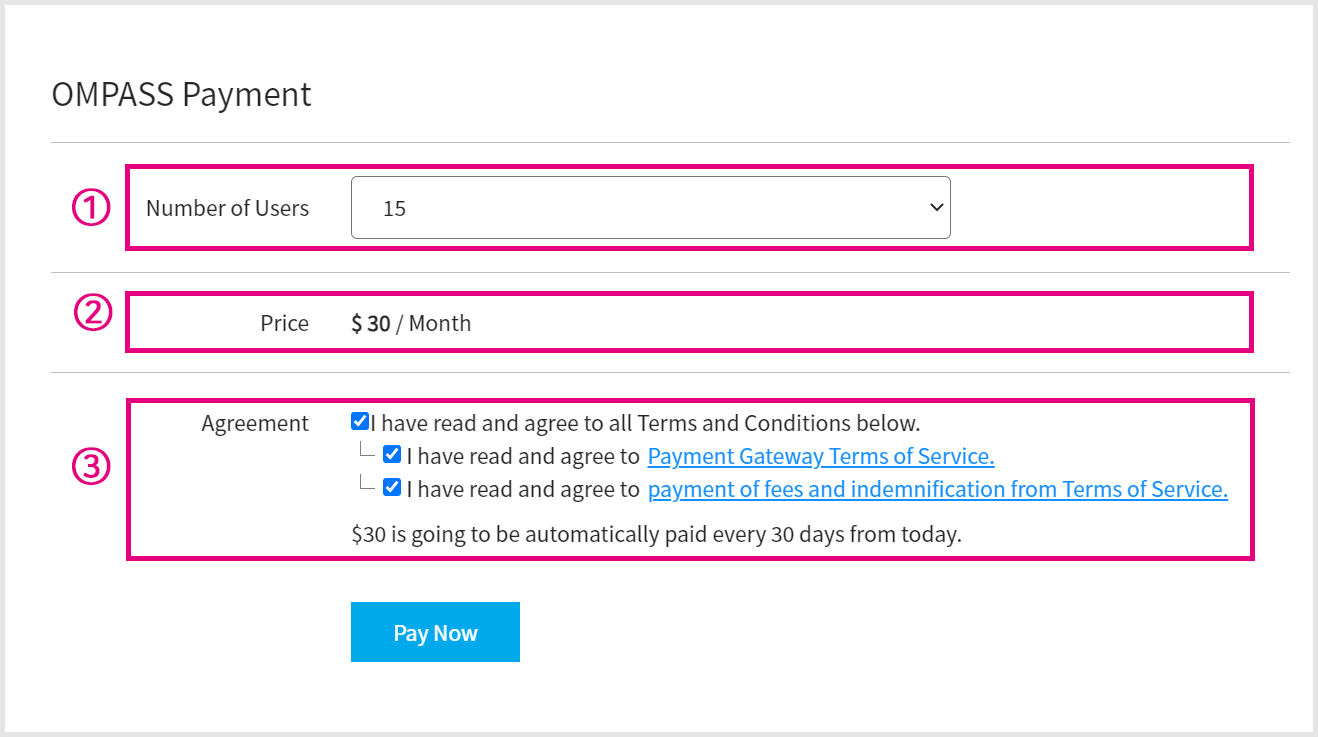 OMPASS Payment
① Number of Users 15
② Price $ 30 / Month
Agreement I have read and agree to all Terms and Conditions below.
I have read and agree to Payment Gateway Terms of Service.
③ I have read and agree to payment of fees and indemnification from Terms of Service.
$30 is going to be automatically paid every 30 days from today.
Pay Now